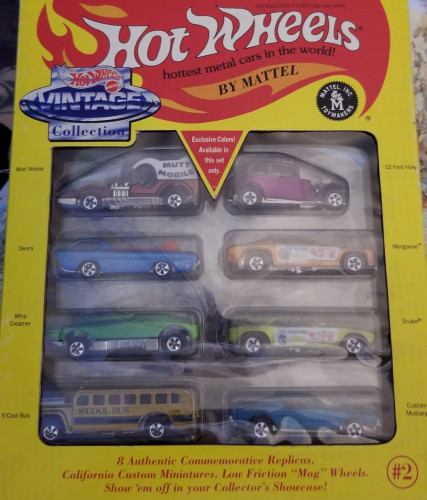 Hot Wheels®
hottest metal cars in the world!
BY MATTEL
MATTEL, INC.
M
TOYMAKERS
Hot Wheels
VINTAGE
Collection
Exclusive Colors!
Available in
this set
only.
Mutt Mobile
MUTT
MOBILE
'32 Ford Vicky
Deora
Mongoose®
Whip
Creamer
Snake®
S'Cool Bus
S'COOL BUS
Custom
Mustang
8 Authentic Commemorative Replicas.
California Custom Miniatures. Low Friction "Mag" Wheels.
Show 'em off in your Collector's Showcase!
#2